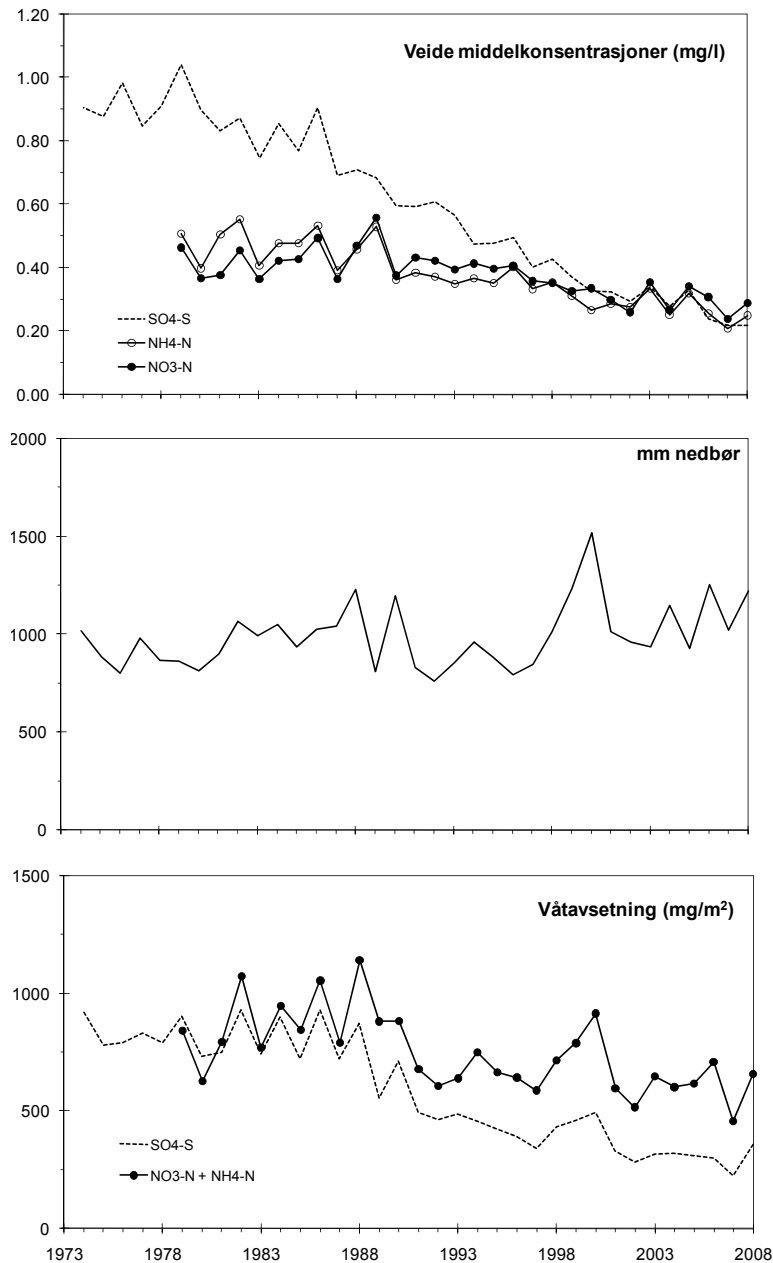 1.20
Veide middelkonsentrasjoner (mg/l)
1.00
0.80
0.60
0.40
0.20
0.00
SO4-S
NH4-N
NO3-N
2000
mm nedbør
1500
1000
500
0
1500
Våtavsetning (mg/m²)
1000
500
0
SO4-S
NO3-N + NH4-N
1973 1978 1983 1988 1993 1998 2003 2008